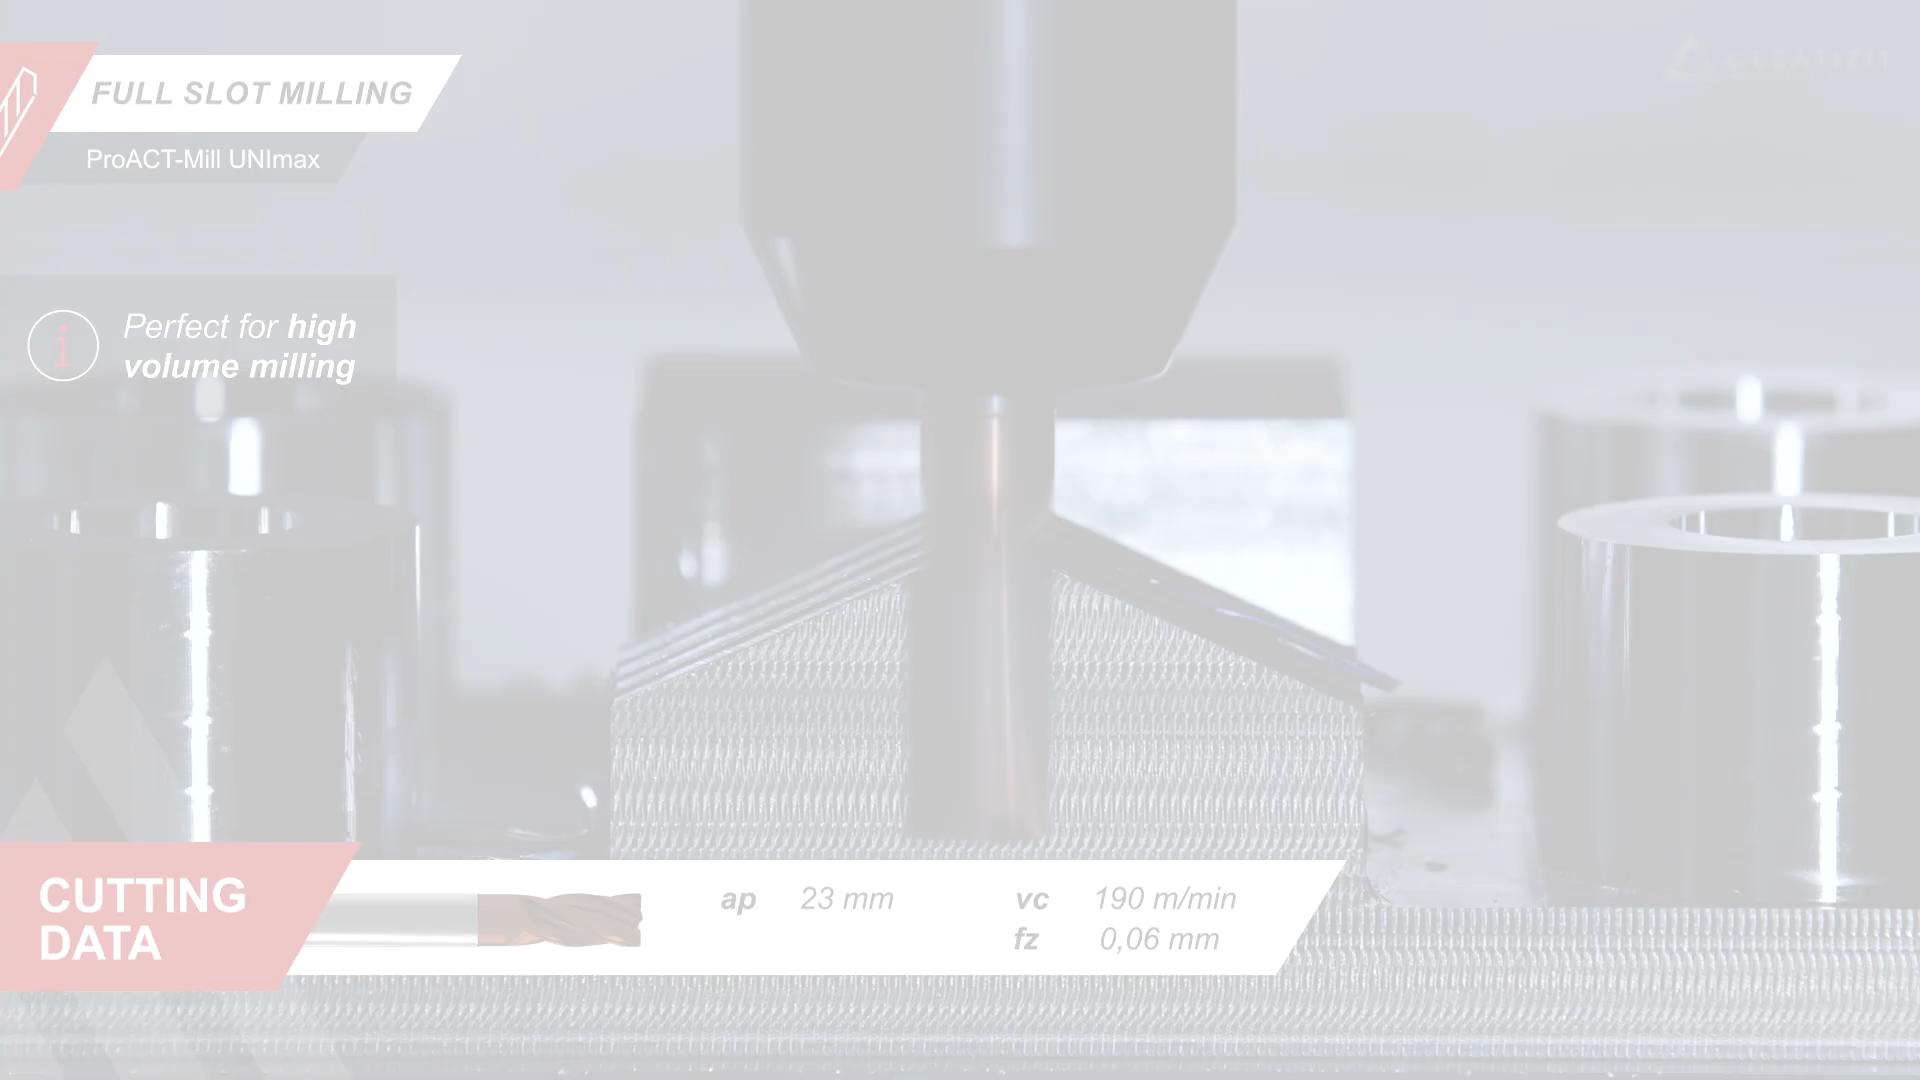 FULL SLOT MILLING
ProACT-Mill UNImax
Perfect for high
volume milling
CUTTING
DATA
ap 23 mm
vc 190 m/min
fz 0,06 mm